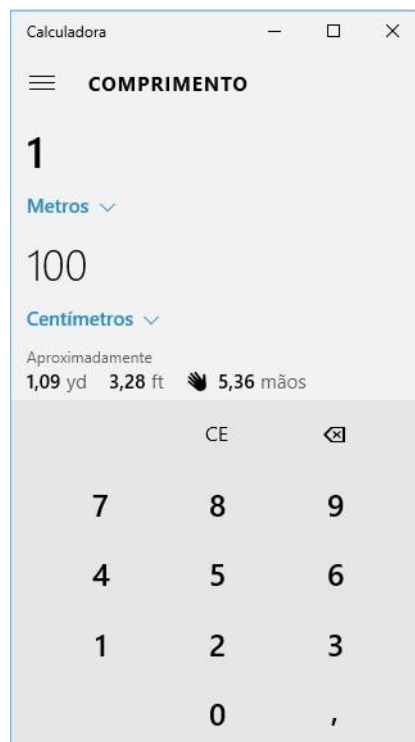 Calculadora
COMPRIMENTO
1
Metros
100
Centímetros
Aproximadamente
1,09 yd 3,28 ft 5,36 mãos
CE
7 8 9
4 5 6
1 2 3
0 ,